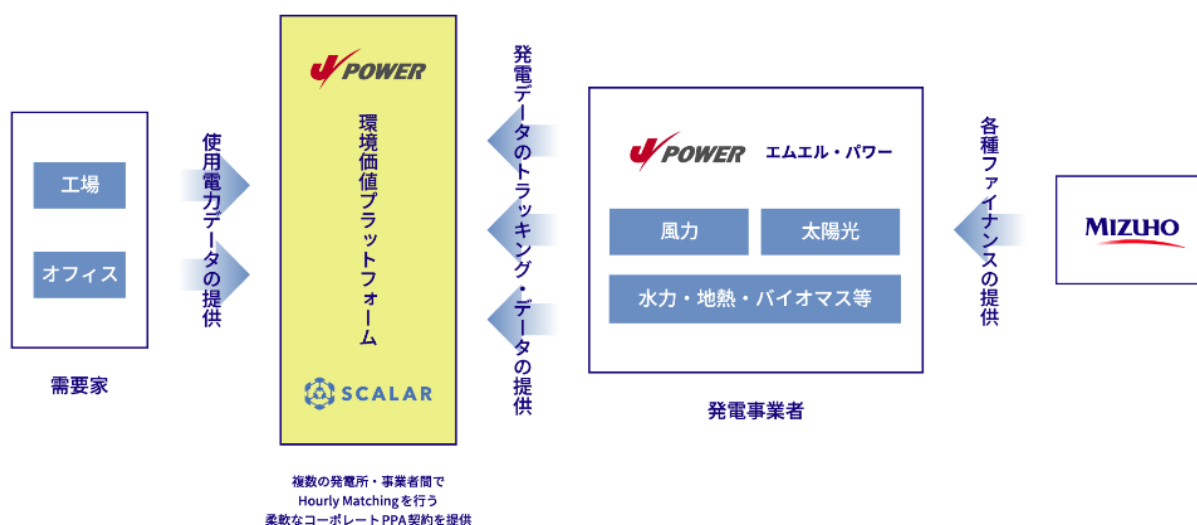 工場
オフィス
需要家
使用電力データの提供
J POWER
環境価値プラットフォーム
SCALAR
複数の発電所・事業者間で
Hourly Matchingを行う
柔軟なコーポレートPPA契約を提供
発電データのトラッキング・データの提供
J POWER エムエル・パワー
風力 太陽光
水力・地熱・バイオマス等
発電事業者
各種ファイナンスの提供
MIZUHO